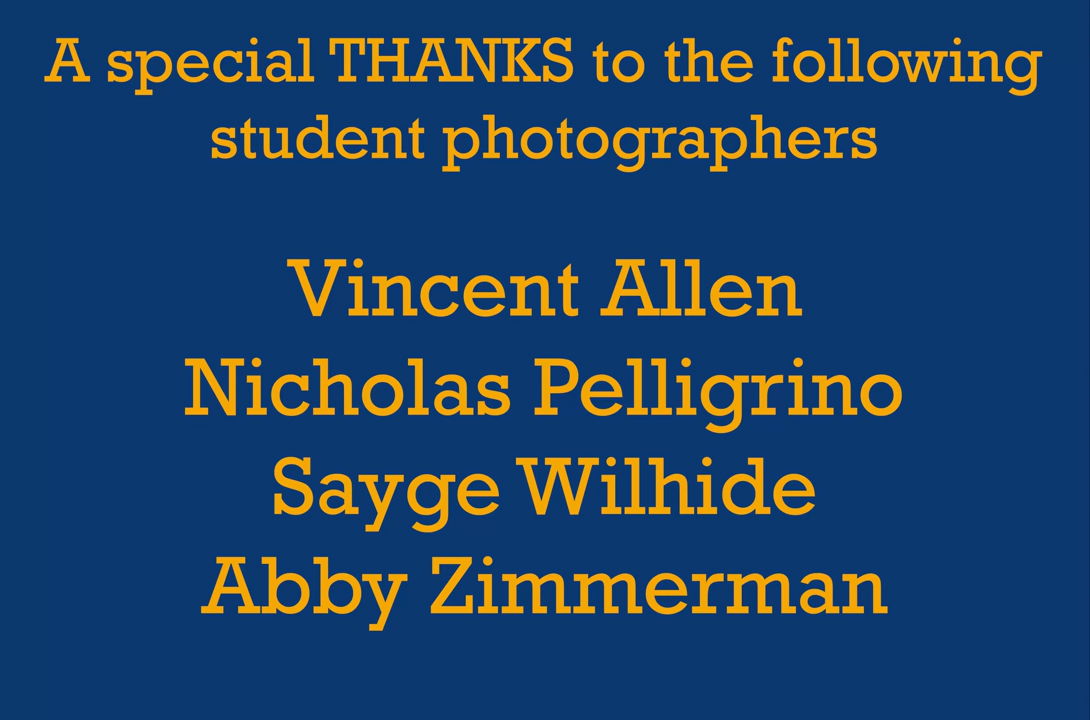 A special THANKS to the following
student photographers
Vincent Allen
Nicholas Pelligrino
Sayge Wilhide
Abby Zimmerman